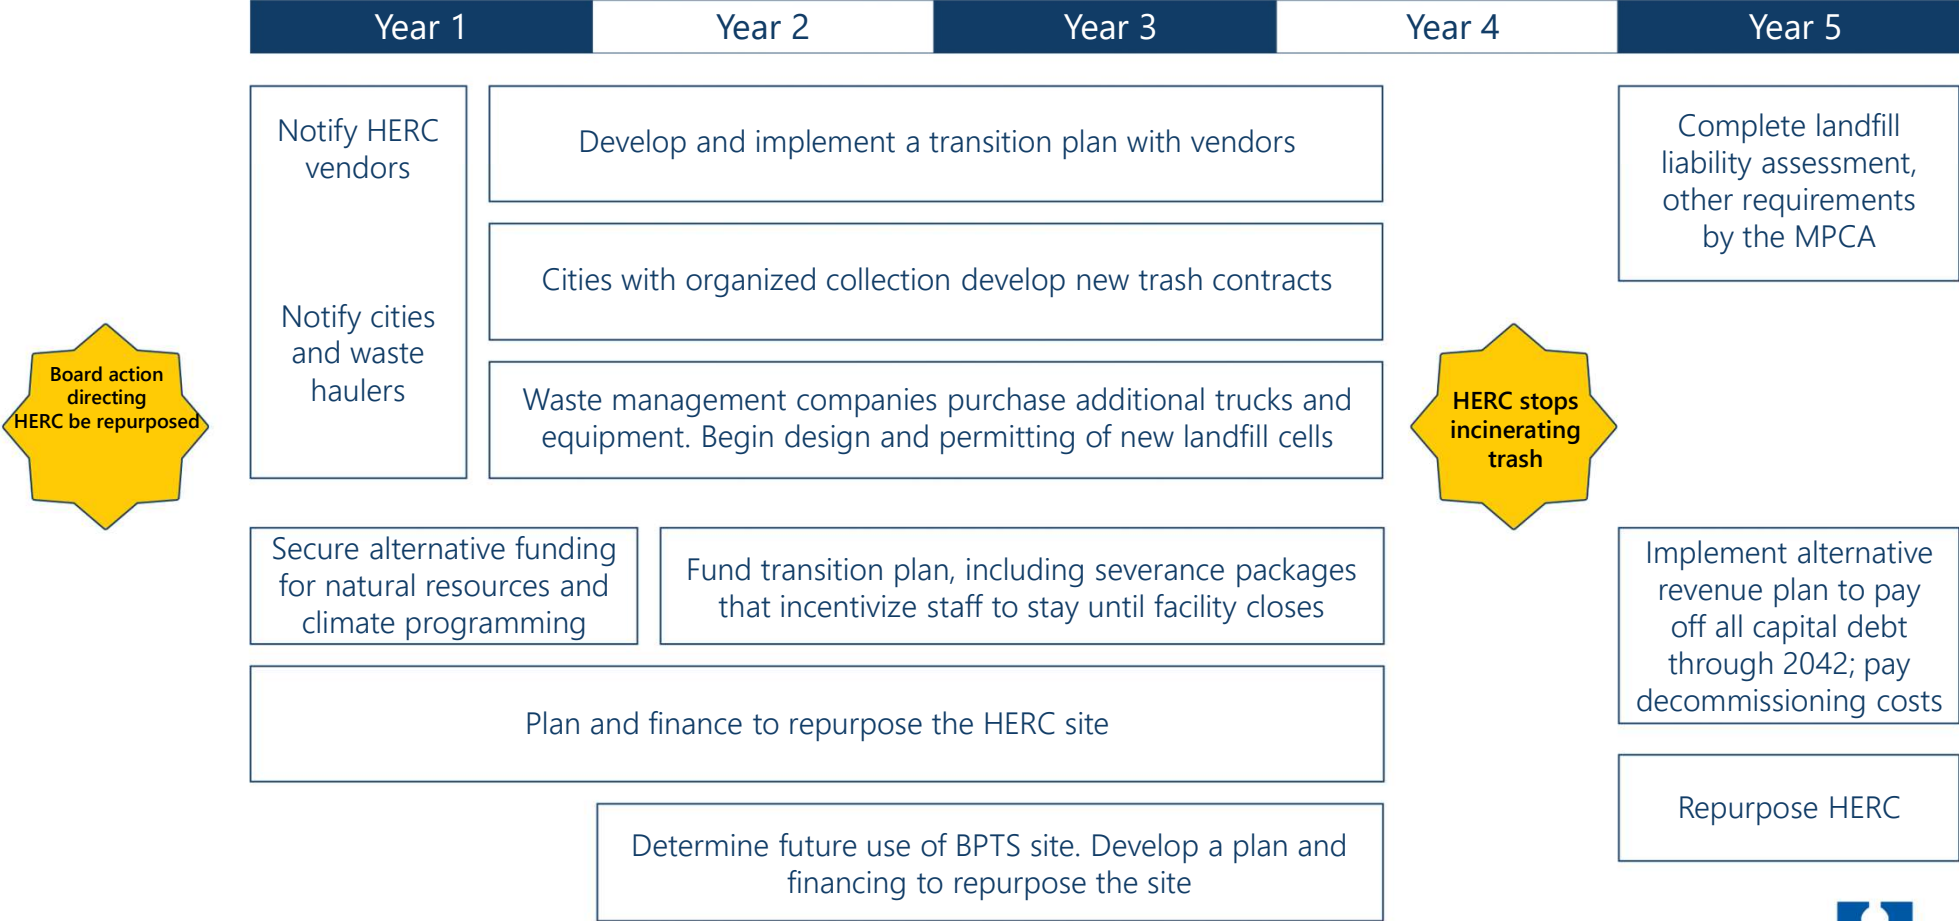 Year 1
Year 2
Year 3
Year 4
Year 5
Board action
directing
HERC be repurposed
Notify HERC
vendors
Notify cities
and waste
haulers
Develop and implement a transition plan with vendors
Cities with organized collection develop new trash contracts
Waste management companies purchase additional trucks and
equipment. Begin design and permitting of new landfill cells
HERC stops
incinerating
trash
Complete landfill
liability assessment,
other requirements
by the MPCA
Secure alternative funding
for natural resources and
climate programming
Fund transition plan, including severance packages
that incentivize staff to stay until facility closes
Implement alternative
revenue plan to pay
off all capital debt
through 2042; pay
decommissioning costs
Plan and finance to repurpose the HERC site
Repurpose HERC
Determine future use of BPTS site. Develop a plan and
financing to repurpose the site